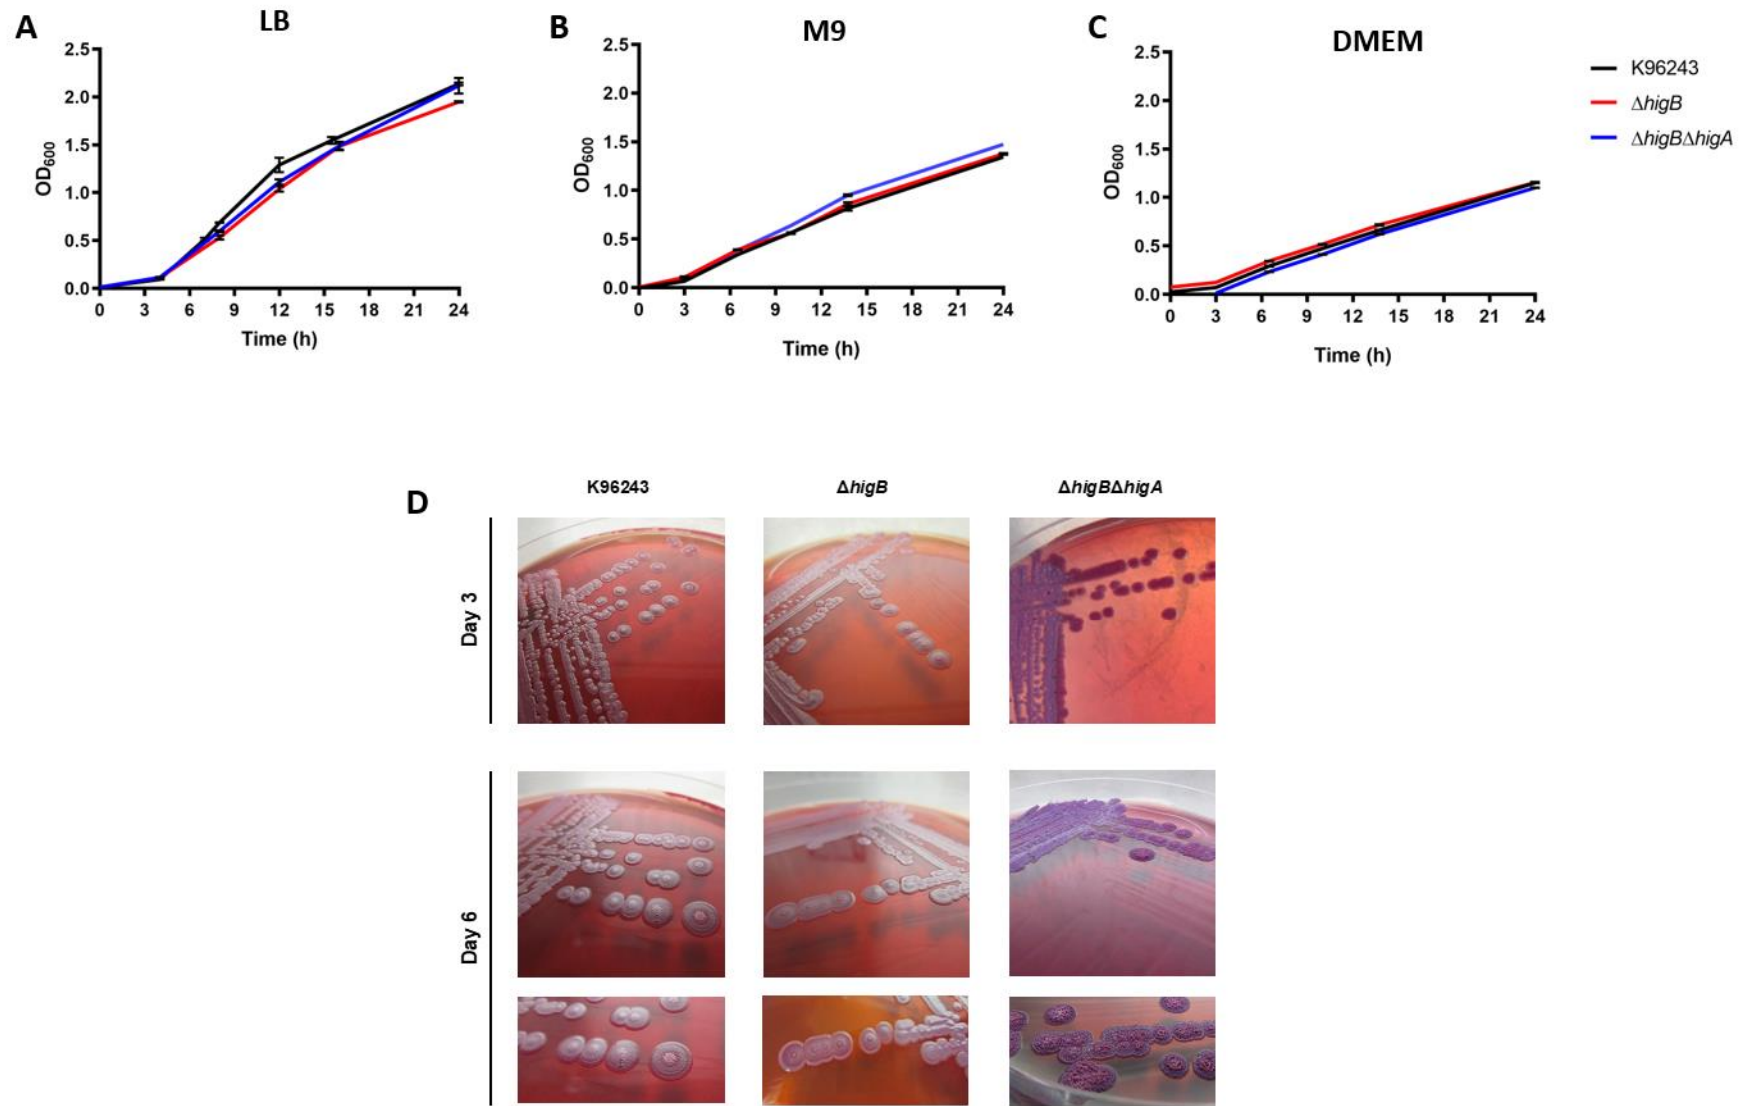 A
LB
2.5
2.0
1.5
1.0
0.5
0.0
OD600
0 3 6 9 12 15 18 21 24
Time (h)
B
M9
2.5
2.0
1.5
1.0
0.5
0.0
OD600
0 3 6 9 12 15 18 21 24
Time (h)
C
DMEM
2.5
2.0
1.5
1.0
0.5
0.0
OD600
0 3 6 9 12 15 18 21 24
Time (h)
K96243
ΔhigB
ΔhigBΔhigA
D
K96243 ΔhigB ΔhigBΔhigA
Day 3
Day 6